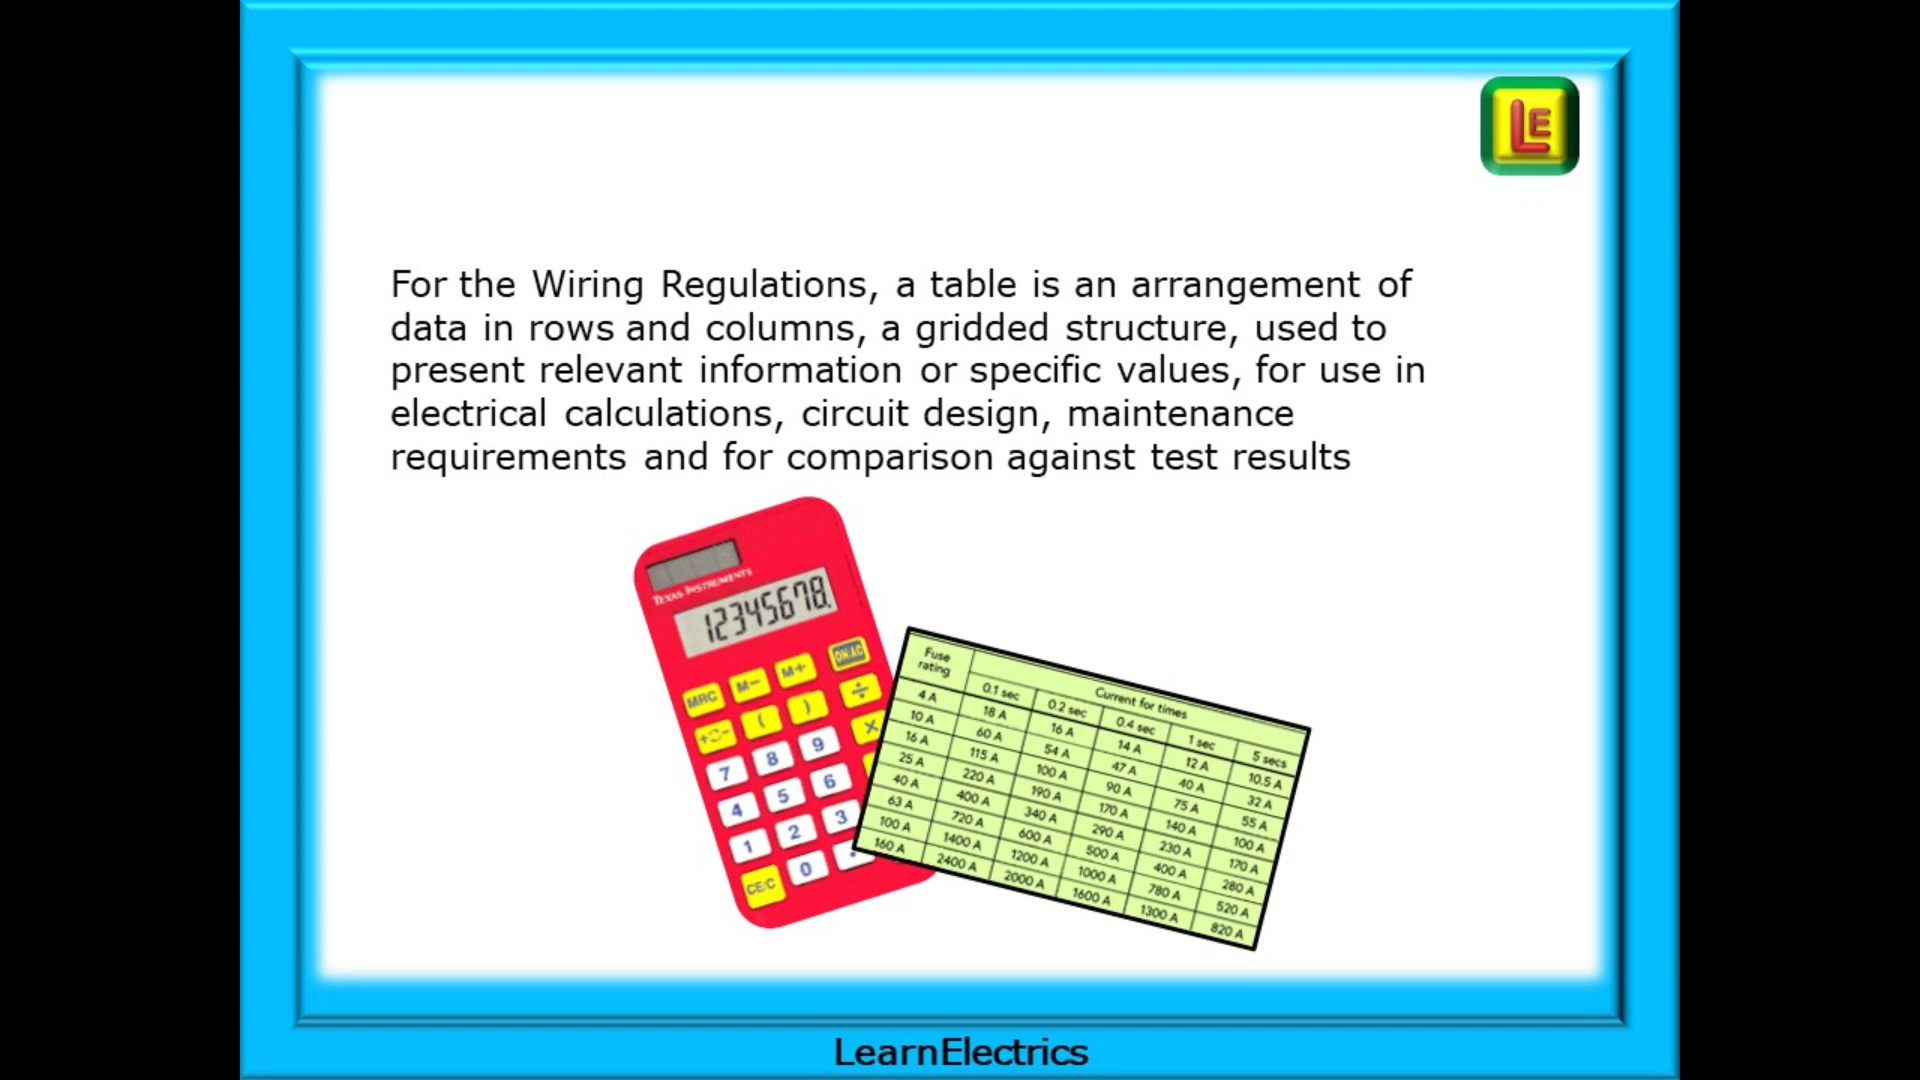 LE
For the Wiring Regulations, a table is an arrangement of
data in rows and columns, a gridded structure, used to
present relevant information or specific values, for use in
electrical calculations, circuit design, maintenance
requirements and for comparison against test results
TEXAS INSTRUMENTS
12345678.
MRC M− M+ ON/AC
( ) ÷
7 8 9 ×
4 5 6
1 2 3
CE/C 0 .
Fuse
rating
Current for times
0.1 sec 0.2 sec 0.4 sec 1 sec 5 secs
4 A 18 A 16 A 14 A 12 A 10.5 A
10 A 60 A 54 A 47 A 40 A 32 A
16 A 115 A 100 A 90 A 75 A 55 A
25 A 220 A 190 A 170 A 140 A 100 A
40 A 400 A 340 A 290 A 230 A 170 A
63 A 720 A 600 A 500 A 400 A 280 A
100 A 1400 A 1200 A 1000 A 780 A 520 A
160 A 2400 A 2000 A 1600 A 1300 A 820 A
LearnElectrics